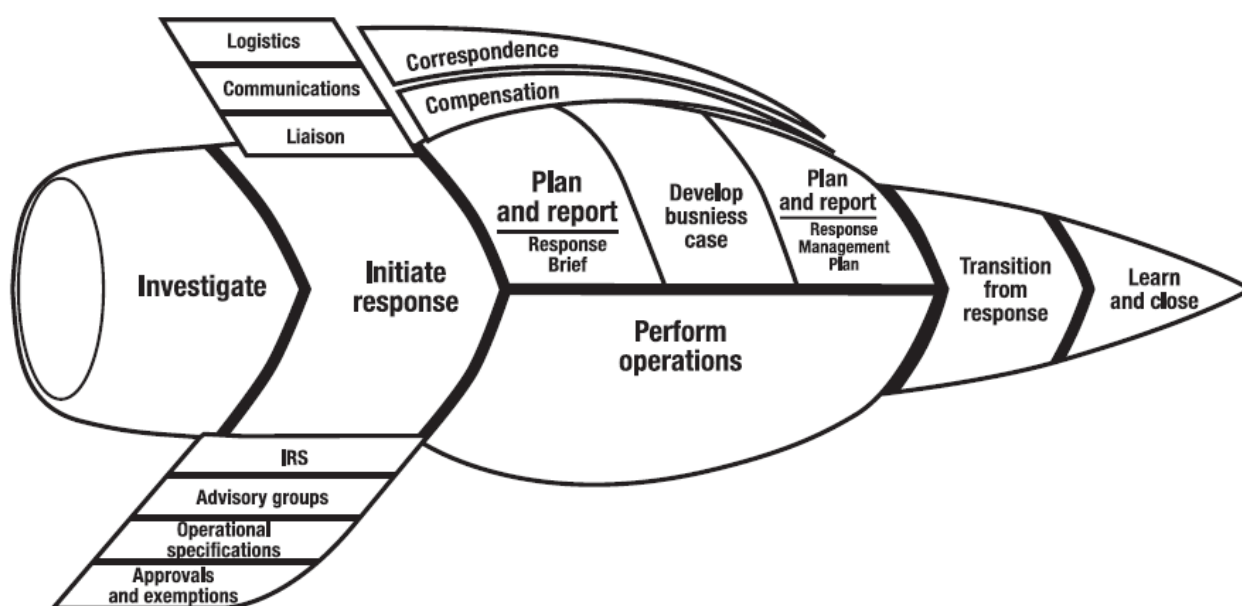 Logistics
Communications
Liaison
Correspondence
Compensation
Investigate
Initiate
response
Plan
and report
Response
Brief
Develop
busniess
case
Plan
and report
Response
Management
Plan
Perform
operations
Transition
from
response
Learn
and close
IRS
Advisory groups
Operational
specifications
Approvals
and exemptions